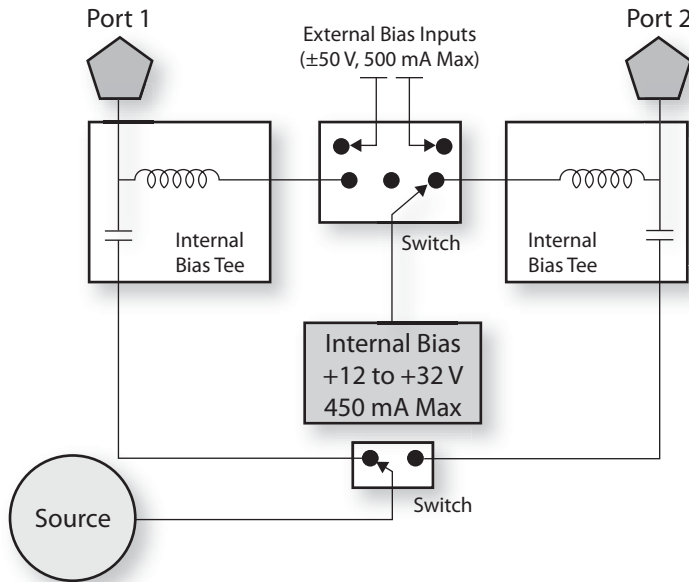 Port 1
External Bias Inputs
(±50 V, 500 mA Max)
Port 2
Internal
Bias Tee
Switch
Internal
Bias Tee
Internal Bias
+12 to +32 V
450 mA Max
Source
Switch